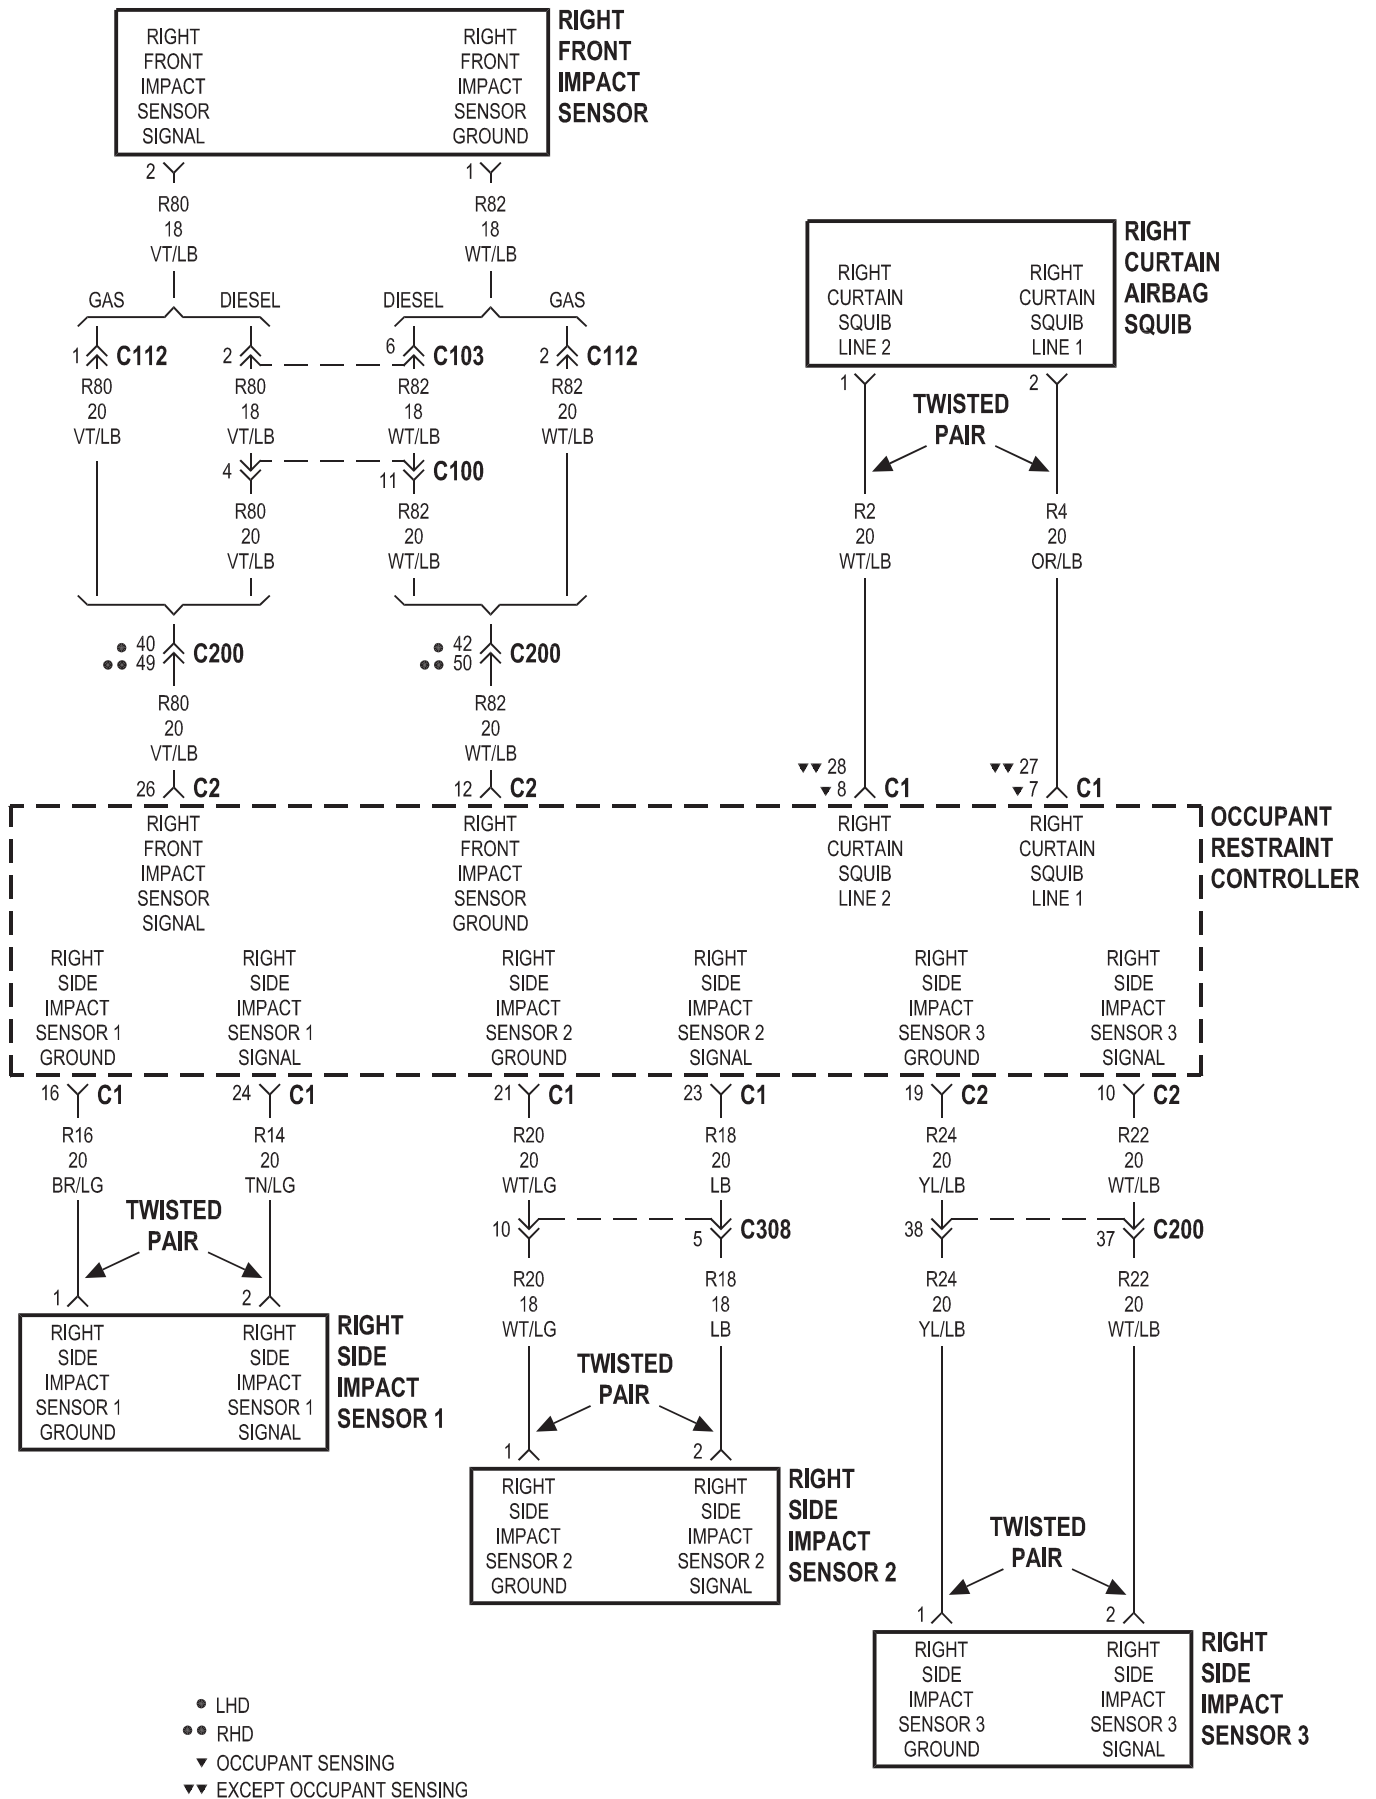 RIGHT
FRONT
IMPACT
SENSOR
RIGHT
FRONT
IMPACT
SENSOR
SIGNAL
RIGHT
FRONT
IMPACT
SENSOR
GROUND
2
1
R80
18
VT/LB
R82
18
WT/LB
GAS
DIESEL
DIESEL
GAS
1 C112
2
6 C103
2 C112
R80
20
VT/LB
R80
18
VT/LB
R82
18
WT/LB
R82
20
WT/LB
4
11 C100
R80
20
VT/LB
R82
20
WT/LB
40
49
C200
42
50
C200
R80
20
VT/LB
R82
20
WT/LB
26 C2
12 C2
RIGHT
CURTAIN
AIRBAG
SQUIB
RIGHT
CURTAIN
SQUIB
LINE 2
RIGHT
CURTAIN
SQUIB
LINE 1
1
2
TWISTED
PAIR
R2
20
WT/LB
R4
20
OR/LB
28
8 C1
27
7 C1
OCCUPANT
RESTRAINT
CONTROLLER
RIGHT
FRONT
IMPACT
SENSOR
SIGNAL
RIGHT
FRONT
IMPACT
SENSOR
GROUND
RIGHT
CURTAIN
SQUIB
LINE 2
RIGHT
CURTAIN
SQUIB
LINE 1
RIGHT
SIDE
IMPACT
SENSOR 1
GROUND
RIGHT
SIDE
IMPACT
SENSOR 1
SIGNAL
RIGHT
SIDE
IMPACT
SENSOR 2
GROUND
RIGHT
SIDE
IMPACT
SENSOR 2
SIGNAL
RIGHT
SIDE
IMPACT
SENSOR 3
GROUND
RIGHT
SIDE
IMPACT
SENSOR 3
SIGNAL
16 C1
24 C1
21 C1
23 C1
19 C2
10 C2
R16
20
BR/LG
R14
20
TN/LG
R20
20
WT/LG
R18
20
LB
R24
20
YL/LB
R22
20
WT/LB
TWISTED
PAIR
10
5 C308
38
37 C200
R20
18
WT/LG
R18
18
LB
R24
20
YL/LB
R22
20
WT/LB
1
2
RIGHT
SIDE
IMPACT
SENSOR 1
GROUND
RIGHT
SIDE
IMPACT
SENSOR 1
SIGNAL
RIGHT
SIDE
IMPACT
SENSOR 1
TWISTED
PAIR
1
2
RIGHT
SIDE
IMPACT
SENSOR 2
GROUND
RIGHT
SIDE
IMPACT
SENSOR 2
SIGNAL
RIGHT
SIDE
IMPACT
SENSOR 2
TWISTED
PAIR
1
2
RIGHT
SIDE
IMPACT
SENSOR 3
GROUND
RIGHT
SIDE
IMPACT
SENSOR 3
SIGNAL
RIGHT
SIDE
IMPACT
SENSOR 3
LHD
RHD
OCCUPANT SENSING
EXCEPT OCCUPANT SENSING